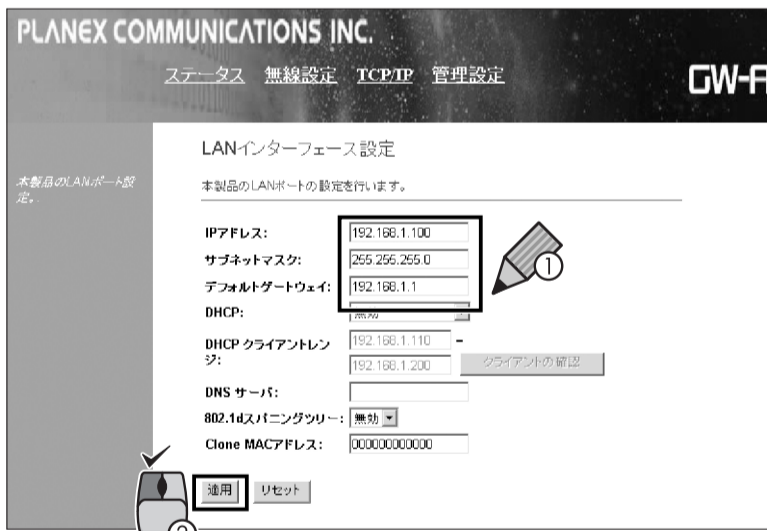 PLANEX COMMUNICATIONS INC.
ステータス 無線設定 TCP/IP 管理設定
GW-A
LANインターフェース設定
本製品のLANポート設定。
本製品のLANポートの設定を行います。
IPアドレス: 192.168.1.100
サブネットマスク: 255.255.255.0
デフォルトゲートウェイ: 192.168.1.1
①
DHCP: 無効
DHCP クライアントレンジ: 192.168.1.110 –
192.168.1.200 クライアントの確認
DNS サーバ:
802.1dスパニングツリー: 無効
Clone MACアドレス: 000000000000
適用 リセット
②